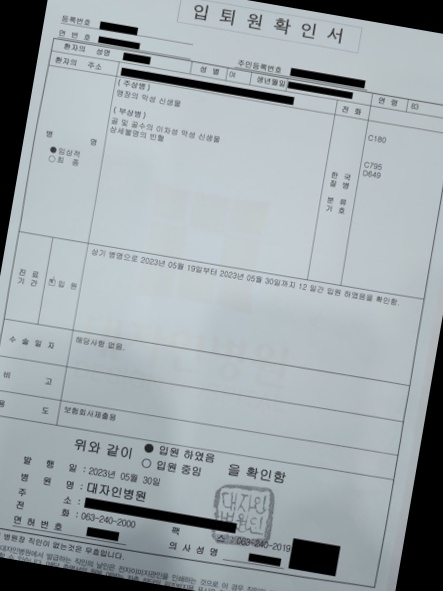 입 퇴 원 확 인 서
등록번호
연 번 호
환자의 성명
성 별 여
주민등록번호
생년월일
연 령 83
환자의 주소
전 화
병 명
임상적
최 종
( 주상병 )
맹장의 악성 신생물
( 부상병 )
골 및 골수의 이차성 악성 신생물
상세불명의 빈혈
한 국
질 병
분 류
기 호
C180
C795
D649
진 료
기 간
입 원
상기 병명으로 2023년 05월 19일부터 2023년 05월 30일까지 12 일간 입원 하였음을 확인함.
수 술 일 자
해당사항 없음.
비 고
용 도
보험회사제출용
위와 같이 입원 하였음 을 확인함
입원 중임
발 행 일 : 2023년 05월 30일
병 원 명 : 대자인병원
주 소 :
전 화 : 063-240-2000
팩 스 : 063-240-2019
면 허 번 호
의 사 성 명
대자인
병원인
병원장 직인이 없는것은 무효입니다.